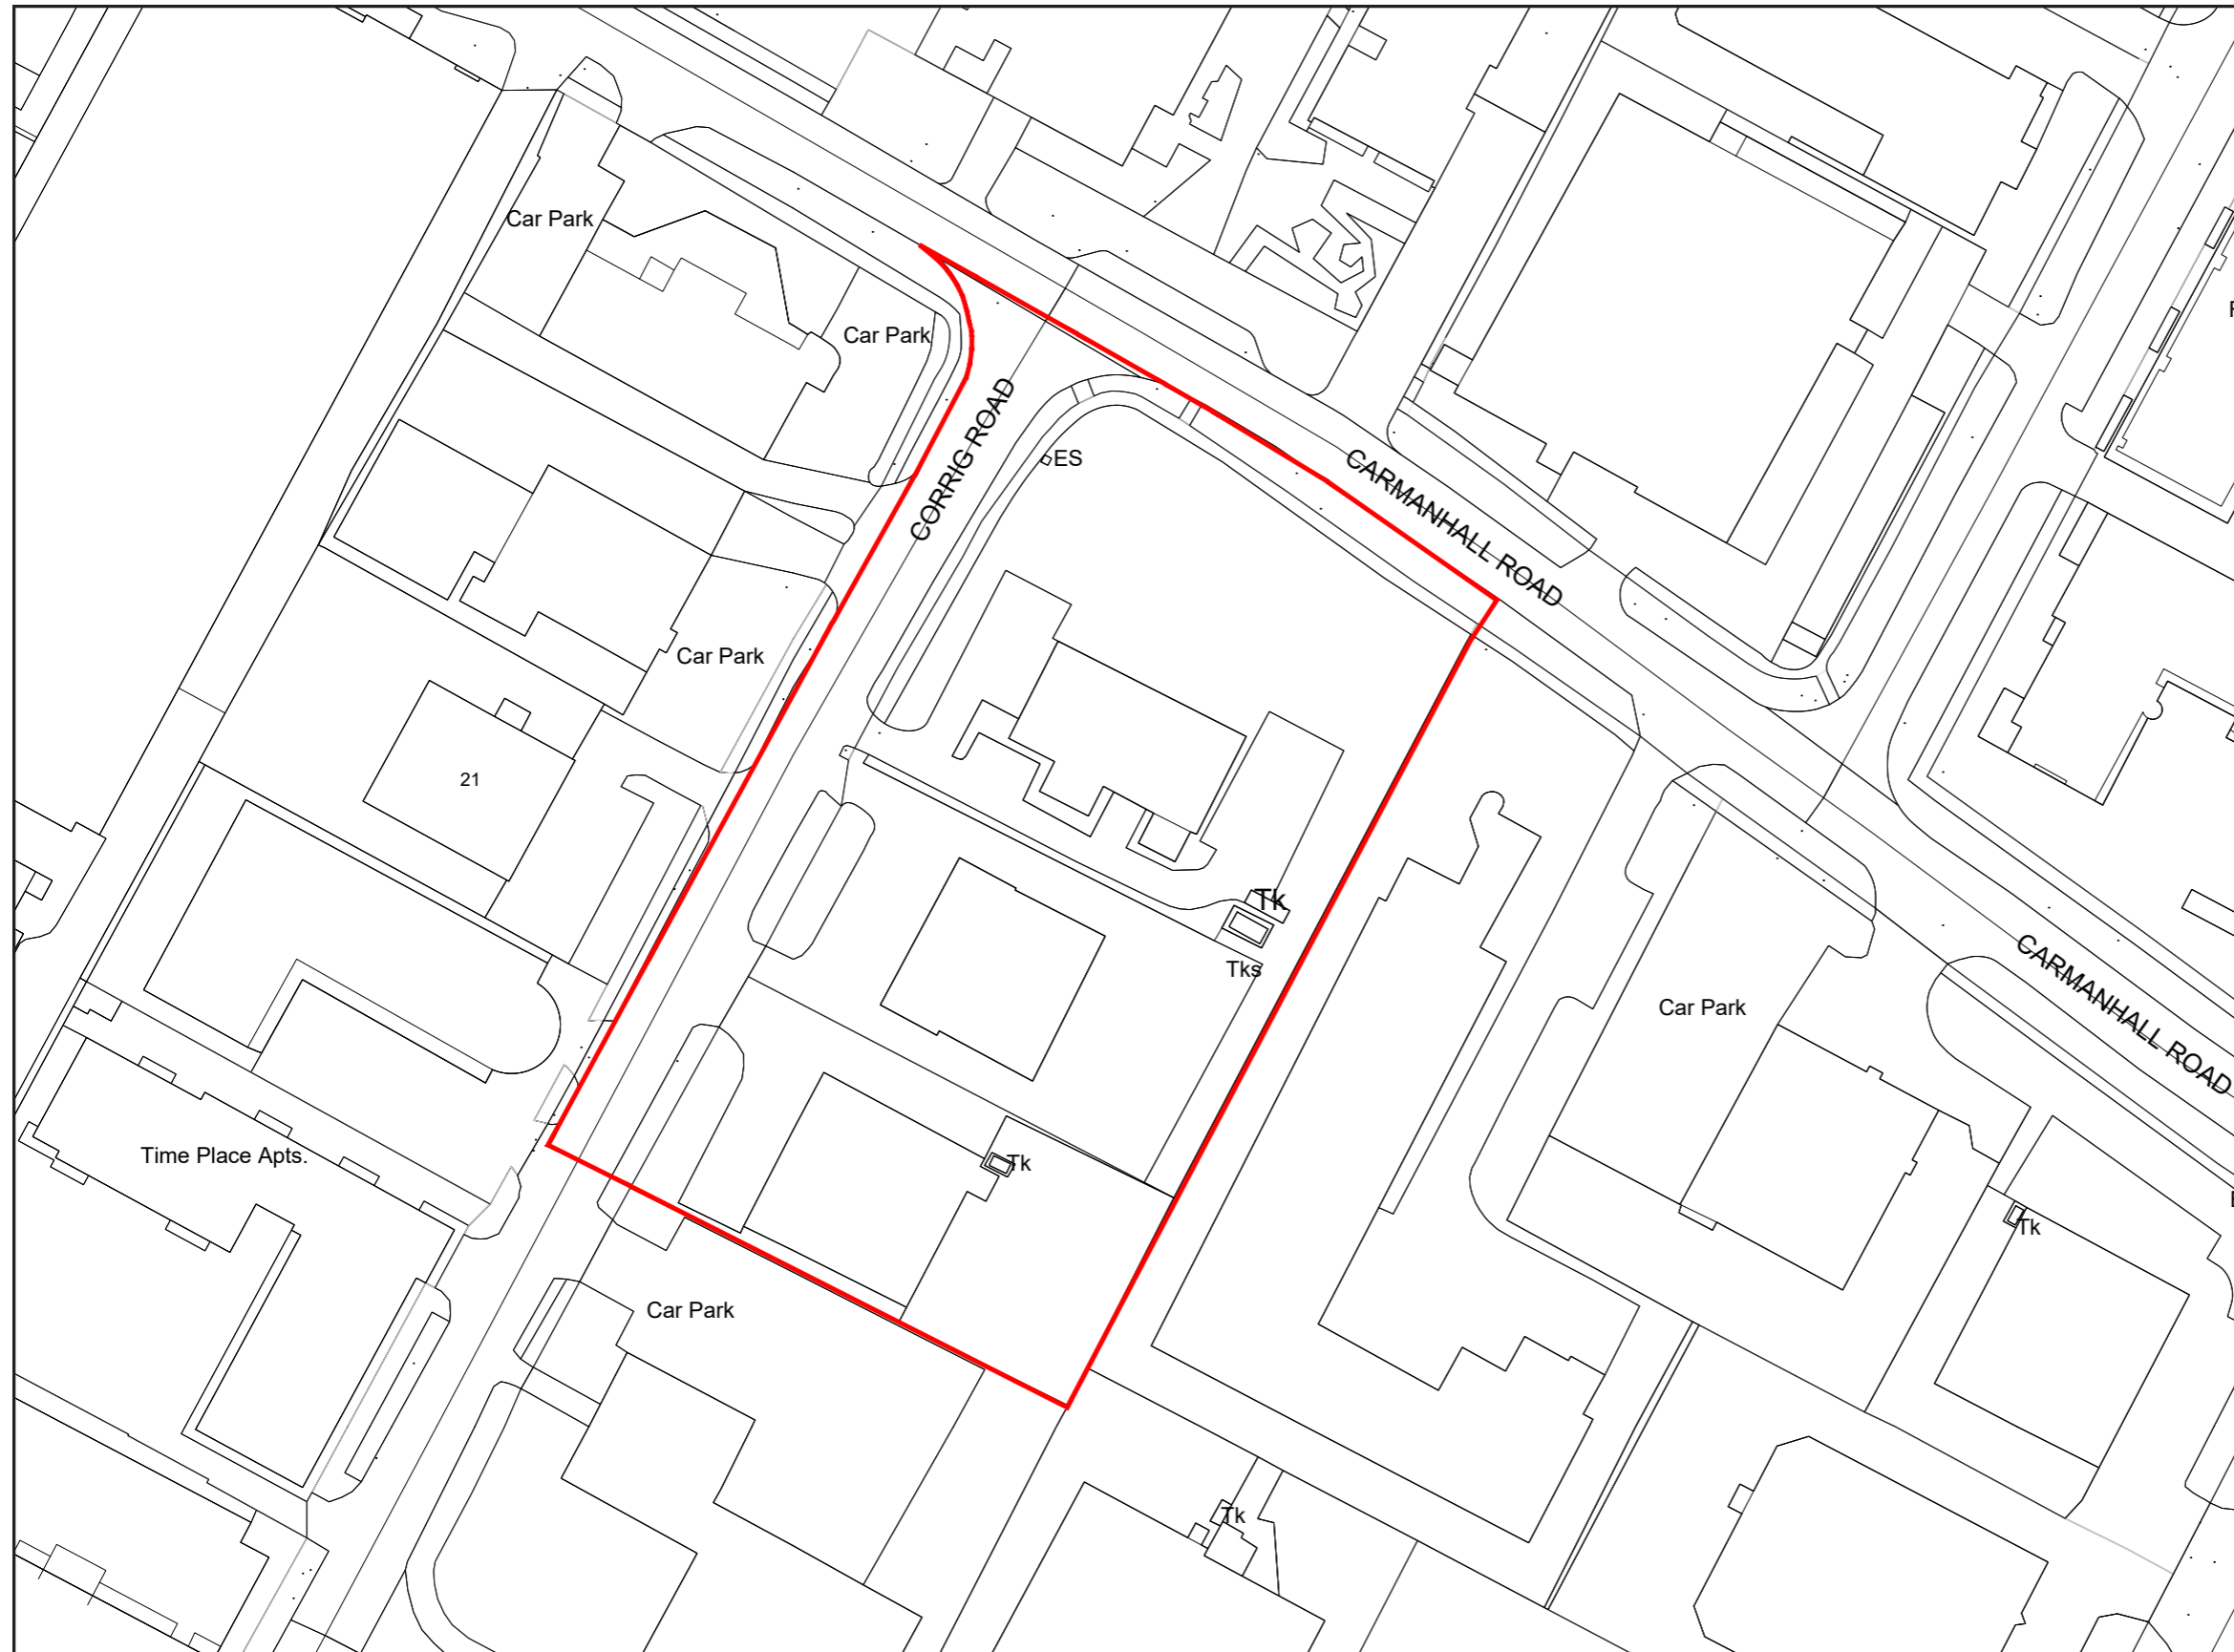 Car Park
Car Park
CORRIG ROAD
ES
CARMANHALL ROAD
Car Park
21
Tk
Tks
CARMANHALL ROAD
Car Park
Time Place Apts.
Tk
Tk
Car Park
Tk